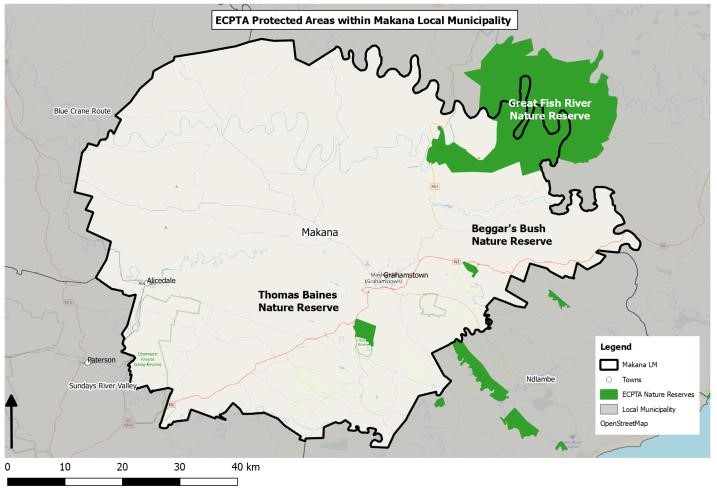 ECPTA Protected Areas within Makana Local Municipality
Great Fish River
Nature Reserve
Blue Crane Route
Beggar's Bush
Nature Reserve
Makana
Grahamstown
(Grahamstown)
Alicedale
Thomas Baines
Nature Reserve
Paterson
Sundays River Valley
Ndlambe
Legend
Makana LM
Towns
ECPTA Nature Reserves
Local Municipality
OpenStreetMap
0 10 20 30 40 km